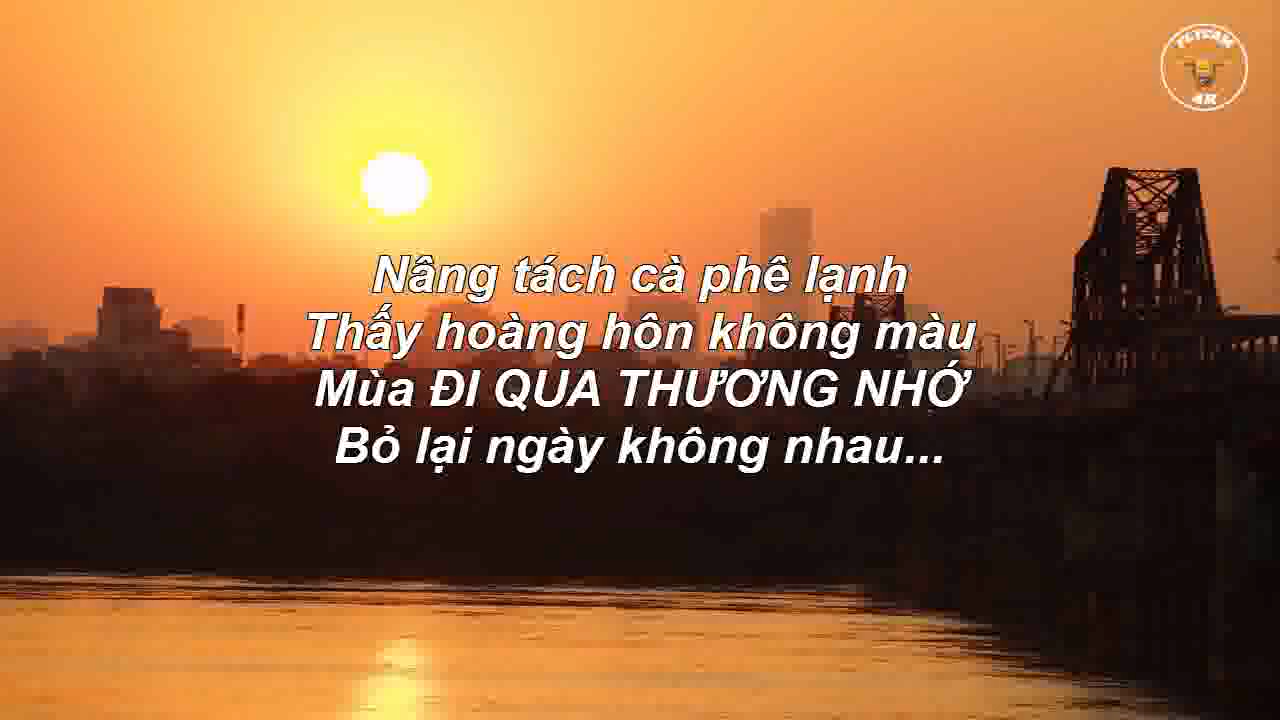 Nâng tách cà phê lạnh
Thấy hoàng hôn không màu
Mùa ĐI QUA THƯƠNG NHỚ
Bỏ lại ngày không nhau...